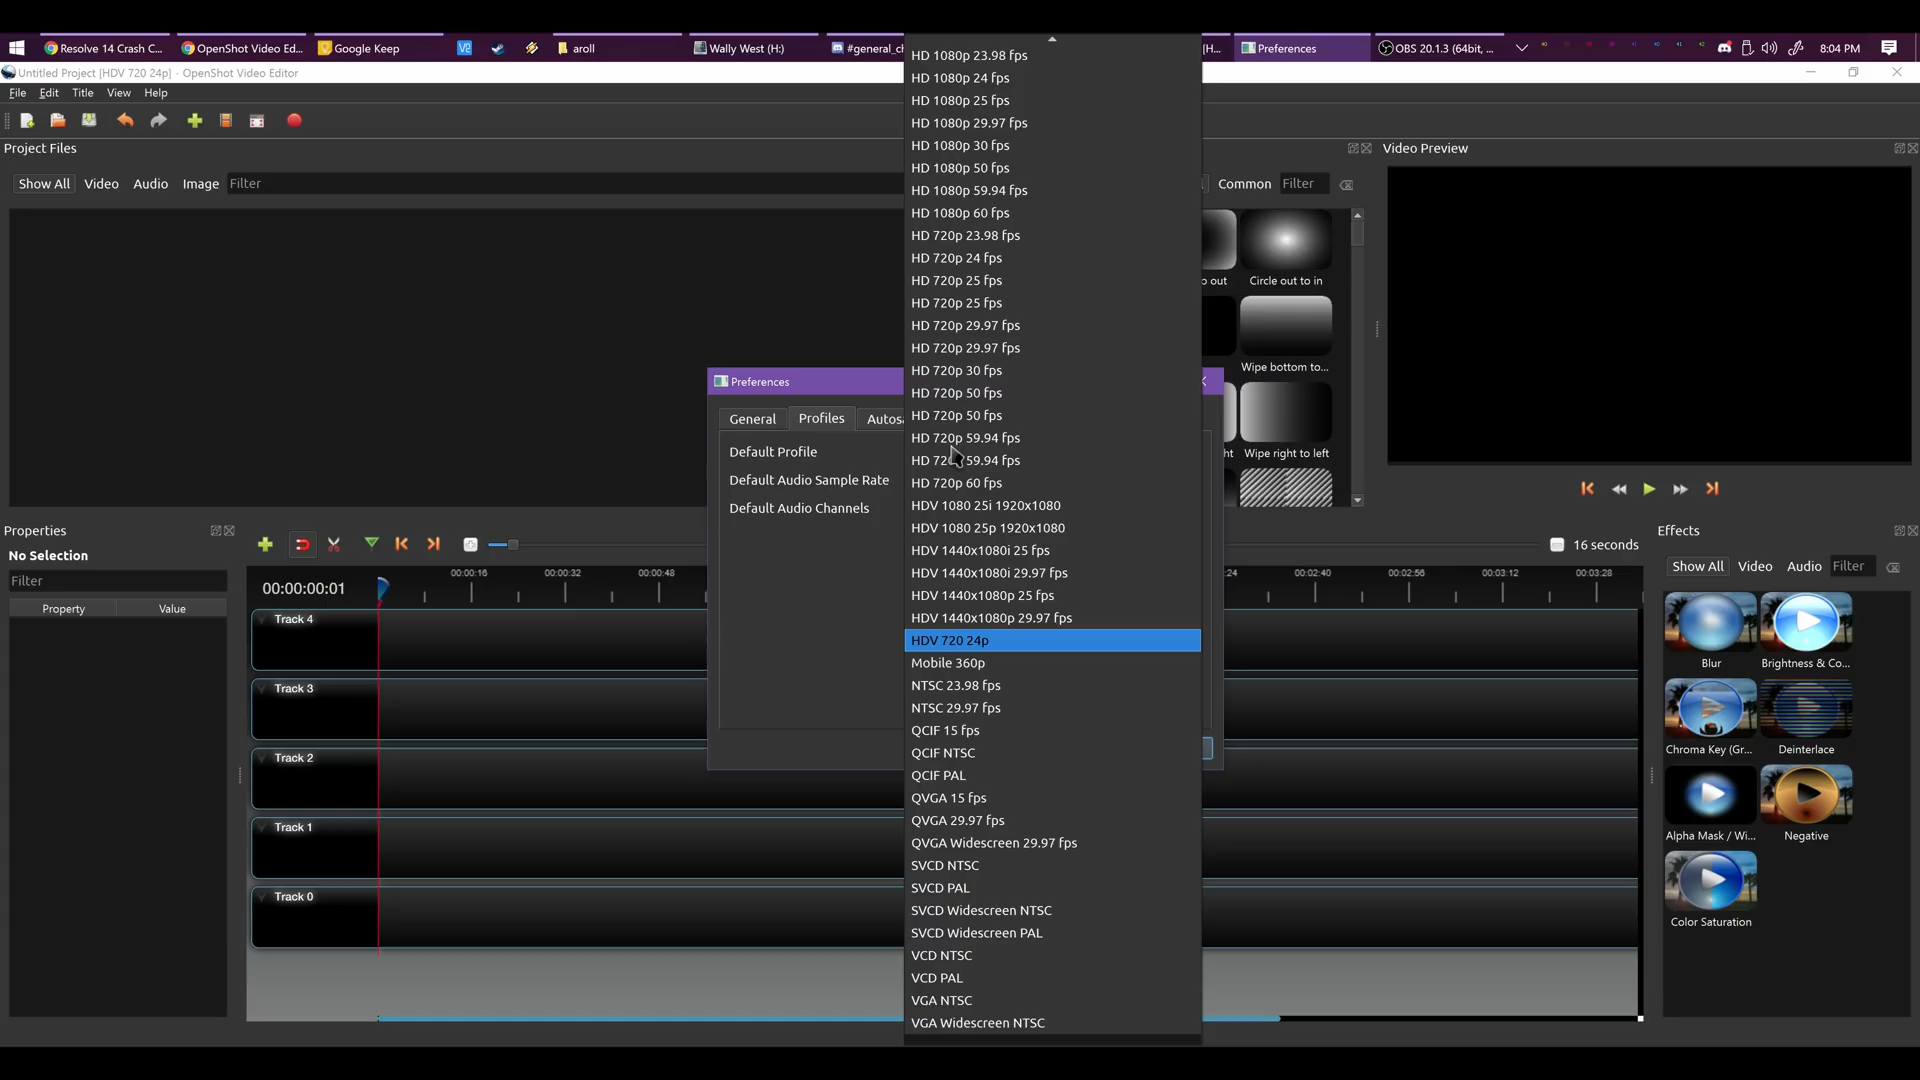 Resolve 14 Crash C...
OpenShot Video Ed...
Google Keep
aroll
Wally West (H:)
#general_ch
[H...
Preferences
OBS 20.1.3 (64bit, ...
8:04 PM
Untitled Project [HDV 720 24p] - OpenShot Video Editor
File Edit Title View Help
Project Files
Show All Video Audio Image Filter
Common Filter
out
Circle out to in
Wipe bottom to...
ht
Wipe right to left
Video Preview
HD 1080p 23.98 fps
HD 1080p 24 fps
HD 1080p 25 fps
HD 1080p 29.97 fps
HD 1080p 30 fps
HD 1080p 50 fps
HD 1080p 59.94 fps
HD 1080p 60 fps
HD 720p 23.98 fps
HD 720p 24 fps
HD 720p 25 fps
HD 720p 25 fps
HD 720p 29.97 fps
HD 720p 29.97 fps
HD 720p 30 fps
HD 720p 50 fps
HD 720p 50 fps
HD 720p 59.94 fps
HD 720p 59.94 fps
HD 720p 60 fps
HDV 1080 25i 1920x1080
HDV 1080 25p 1920x1080
HDV 1440x1080i 25 fps
HDV 1440x1080i 29.97 fps
HDV 1440x1080p 25 fps
HDV 1440x1080p 29.97 fps
HDV 720 24p
Mobile 360p
NTSC 23.98 fps
NTSC 29.97 fps
QCIF 15 fps
QCIF NTSC
QCIF PAL
QVGA 15 fps
QVGA 29.97 fps
QVGA Widescreen 29.97 fps
SVCD NTSC
SVCD PAL
SVCD Widescreen NTSC
SVCD Widescreen PAL
VCD NTSC
VCD PAL
VGA NTSC
VGA Widescreen NTSC
Preferences
General Profiles Autosa
Default Profile
Default Audio Sample Rate
Default Audio Channels
Properties
No Selection
Filter
Property Value
16 seconds
00:00:00:01
00:00:16 00:00:32 00:00:48 :24 00:02:40 00:02:56 00:03:12 00:03:28
Track 4
Track 3
Track 2
Track 1
Track 0
Effects
Show All Video Audio Filter
Blur
Brightness & Co...
Chroma Key (Gr...
Deinterlace
Alpha Mask / Wi...
Negative
Color Saturation